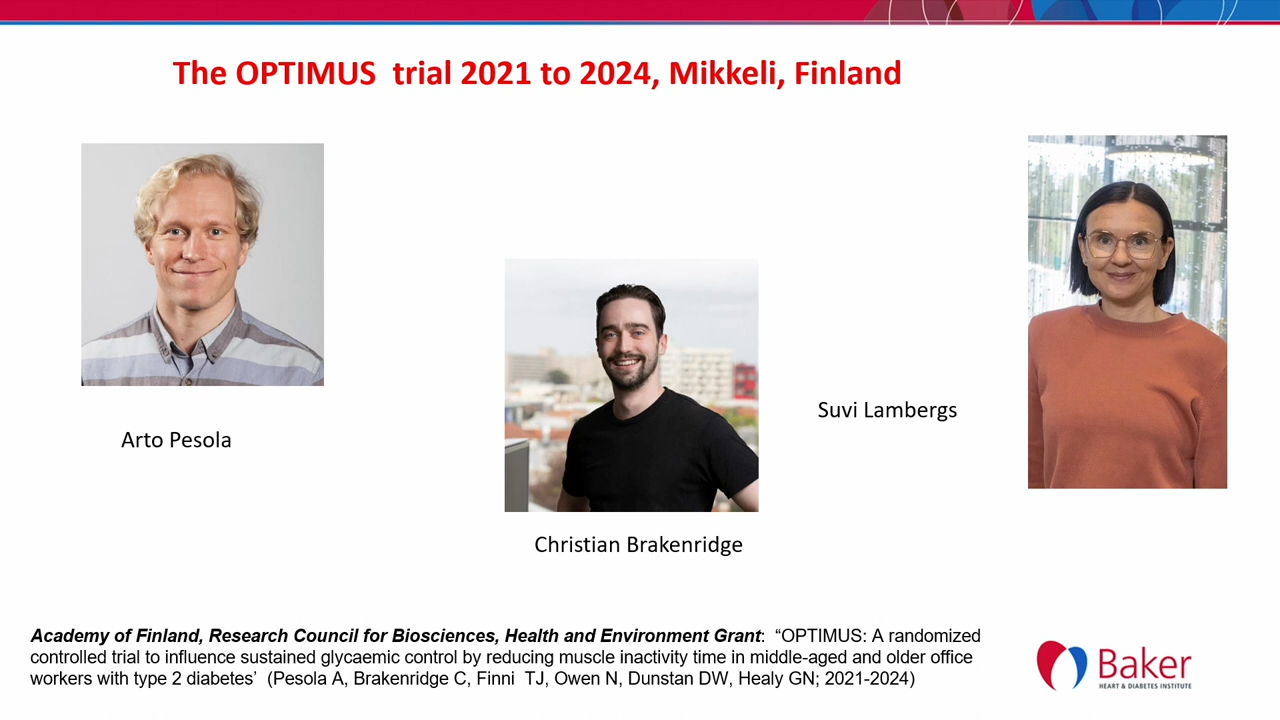 The OPTIMUS  trial 2021 to 2024, Mikkeli, Finland
Arto Pesola
Christian Brakenridge
Suvi Lambergs
Academy of Finland, Research Council for Biosciences, Health and Environment Grant:  “OPTIMUS: A randomized
controlled trial to influence sustained glycaemic control by reducing muscle inactivity time in middle-aged and older office
workers with type 2 diabetes’  (Pesola A, Brakenridge C, Finni  TJ, Owen N, Dunstan DW, Healy GN; 2021-2024)
Baker
HEART & DIABETES INSTITUTE